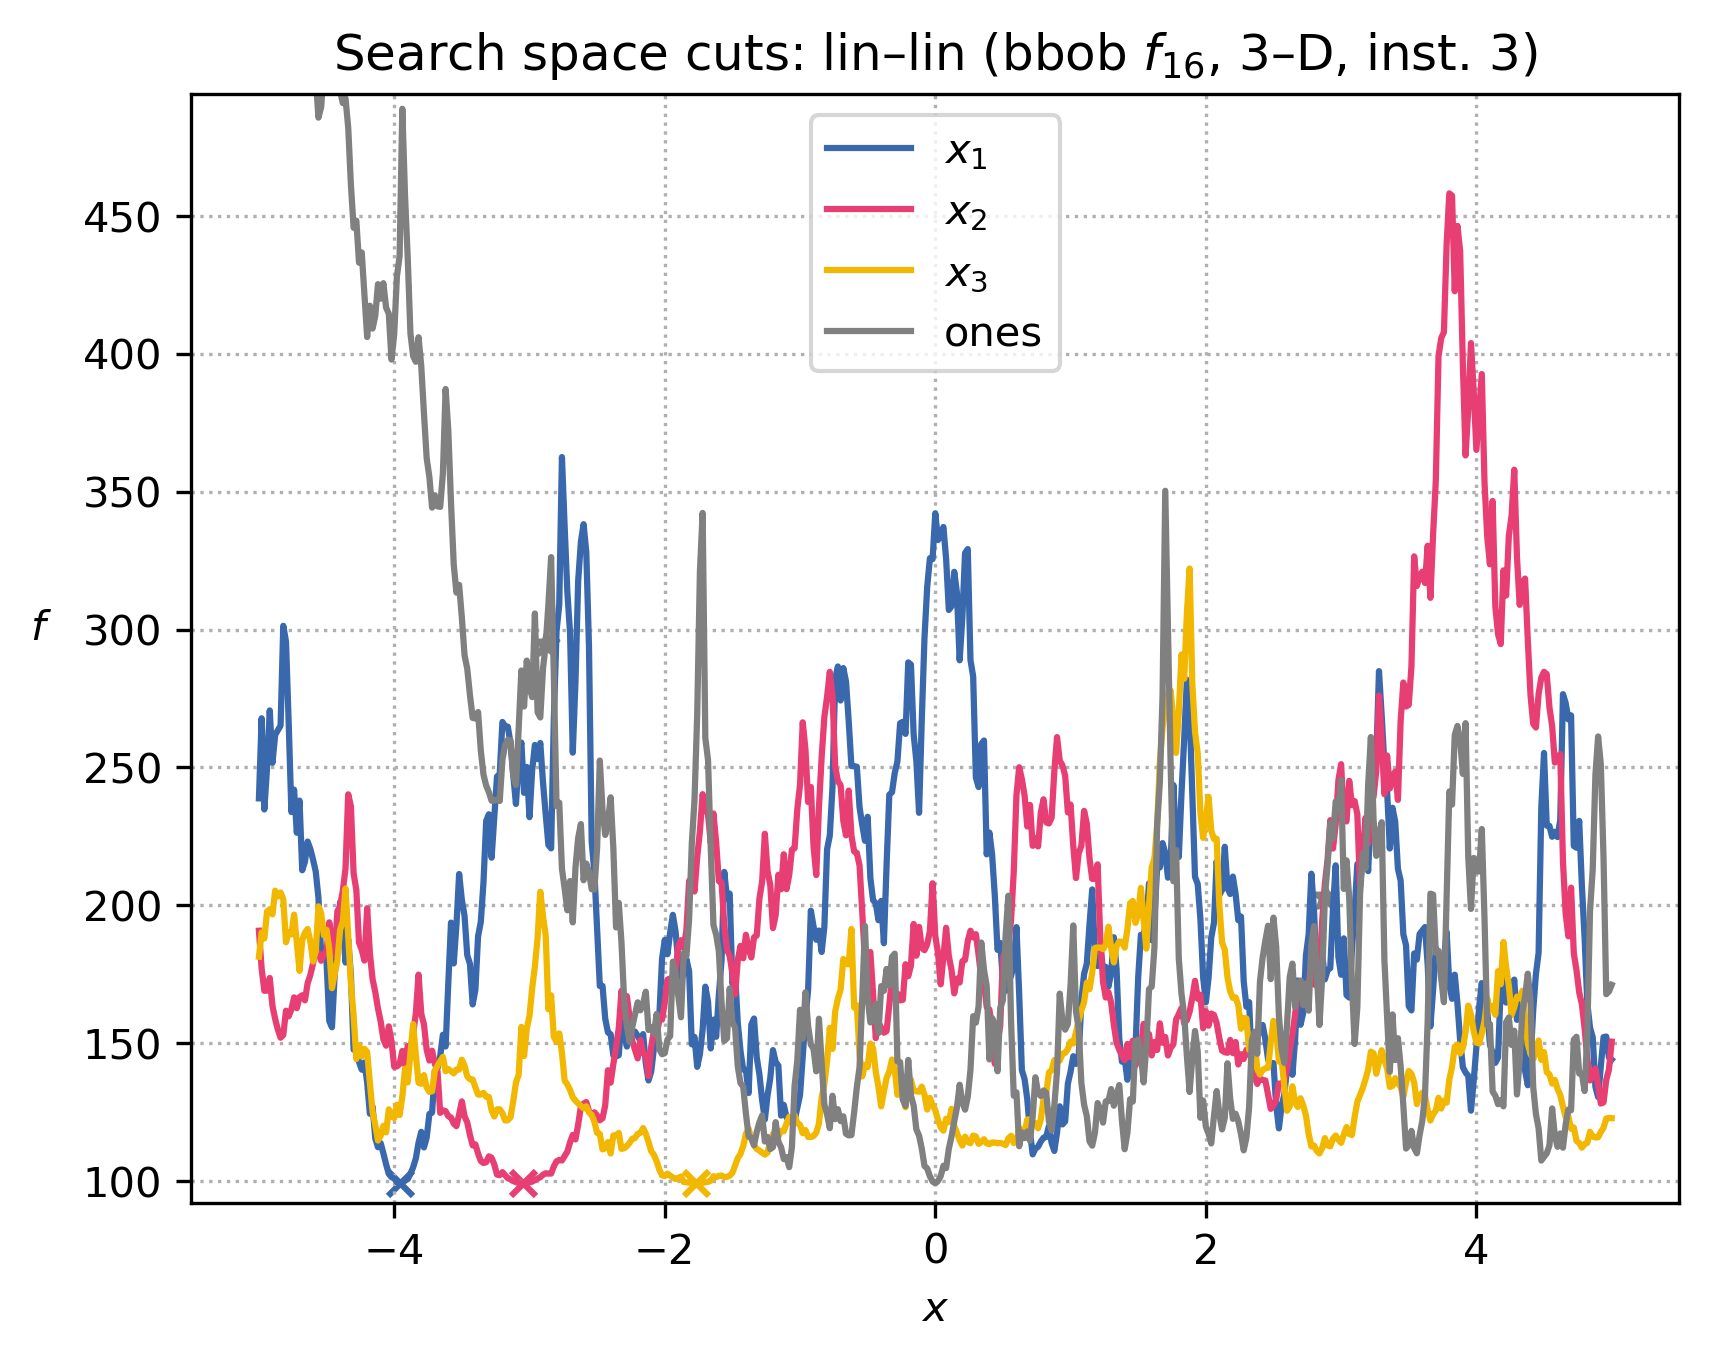 Search space cuts: lin–lin (bbob f16, 3–D, inst. 3)
x1
x2
x3
ones
f
450
400
350
300
250
200
150
100
−4 −2 0 2 4
x